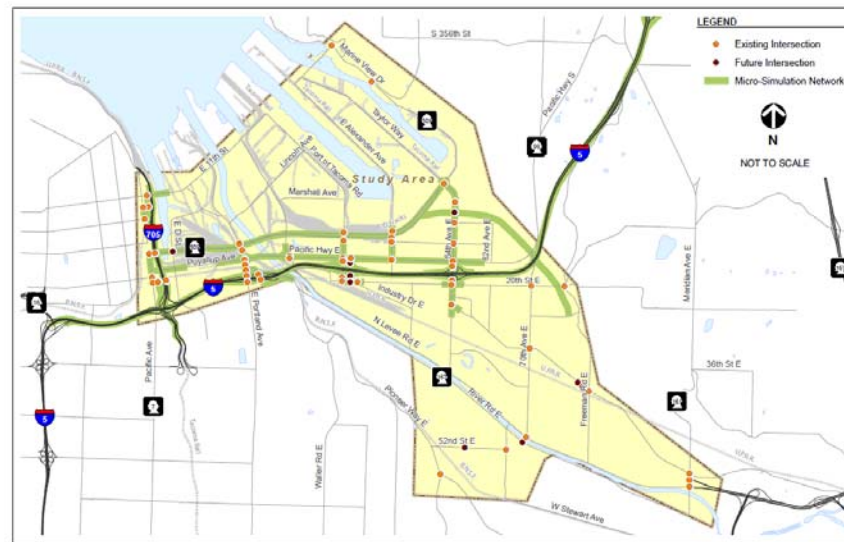 LEGEND
Existing Intersection
Future Intersection
Micro-Simulation Network
N
NOT TO SCALE
S 356th St
Marine View Dr
Pacific Hwy S
Taylor Way
E Alexander Ave
E 11th St
Lincoln Ave
Port of Tacoma Rd
5
Study Area
Marshall Ave
705
E D St
Puyallup Ave
Pacific Hwy E
54th Ave E
52nd Ave E
Meridian Ave E
20th St E
5
Industry Dr E
E Portland Ave
N Levee Rd E
70th Ave E
Pacific Ave
36th St E
U.P.R.R.
Freeman Rd E
5
Pioneer Way E
River Rd E
Waller Rd E
52nd St E
B.N.S.F.
U.P.R.R.
W Stewart Ave